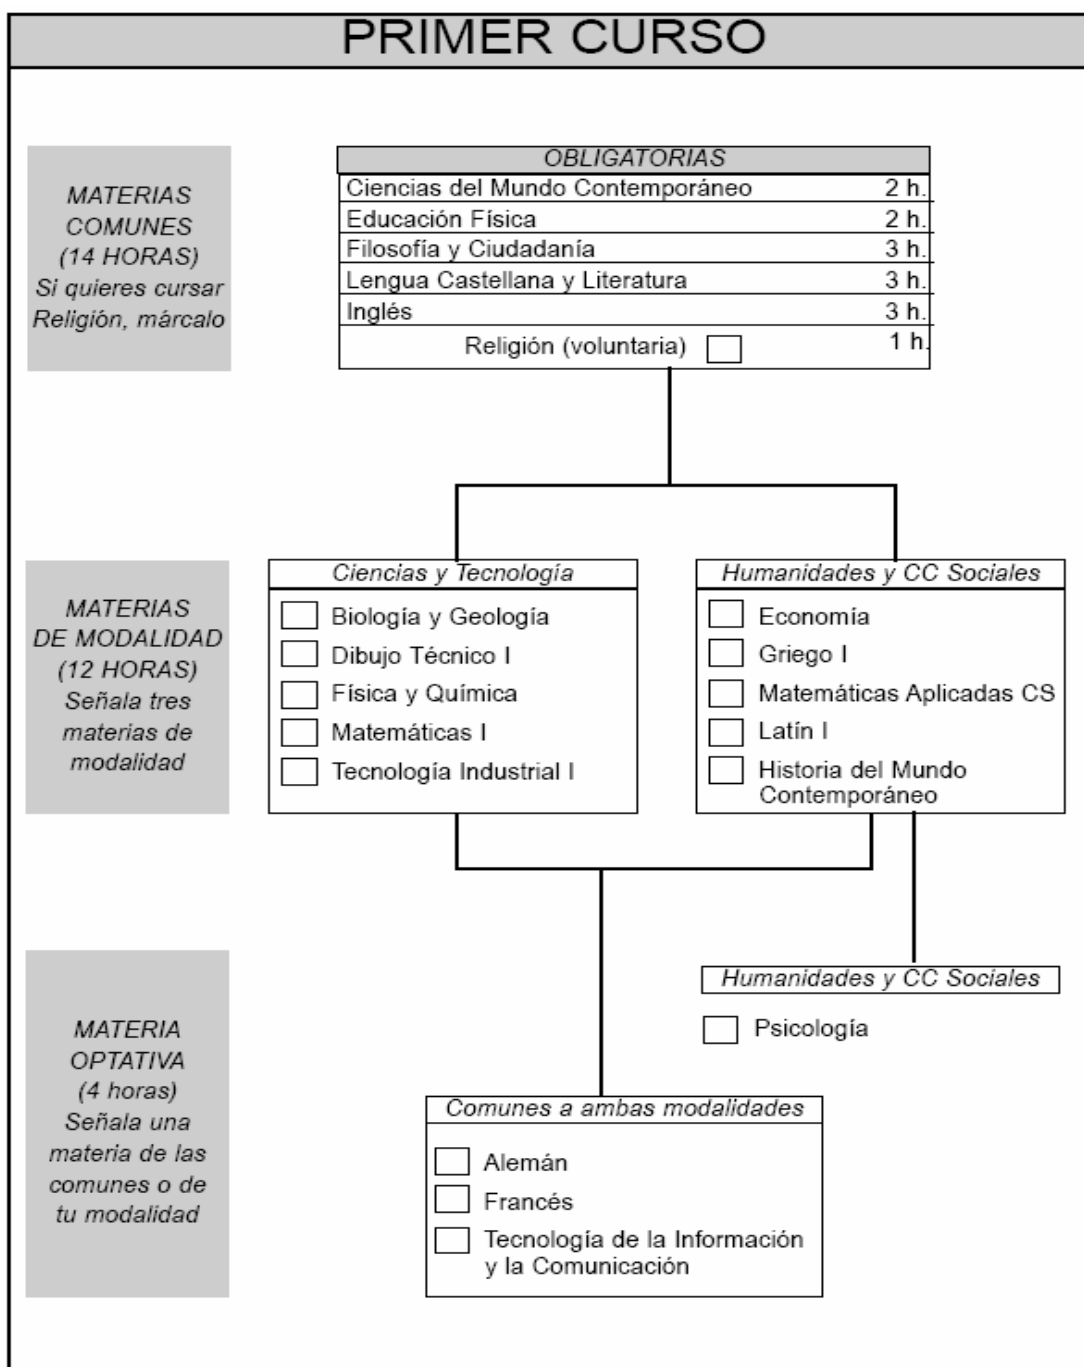 PRIMER CURSO
MATERIAS
COMUNES
(14 HORAS)
Si quieres cursar
Religión, márcalo
OBLIGATORIAS
Ciencias del Mundo Contemporáneo 2 h.
Educación Física 2 h.
Filosofía y Ciudadanía 3 h.
Lengua Castellana y Literatura 3 h.
Inglés 3 h.
Religión (voluntaria) 1 h.
MATERIAS
DE MODALIDAD
(12 HORAS)
Señala tres
materias de
modalidad
Ciencias y Tecnología
Biología y Geología
Dibujo Técnico I
Física y Química
Matemáticas I
Tecnología Industrial I
Humanidades y CC Sociales
Economía
Griego I
Matemáticas Aplicadas CS
Latín I
Historia del Mundo
Contemporáneo
MATERIA
OPTATIVA
(4 horas)
Señala una
materia de las
comunes o de
tu modalidad
Humanidades y CC Sociales
Psicología
Comunes a ambas modalidades
Alemán
Francés
Tecnología de la Información
y la Comunicación